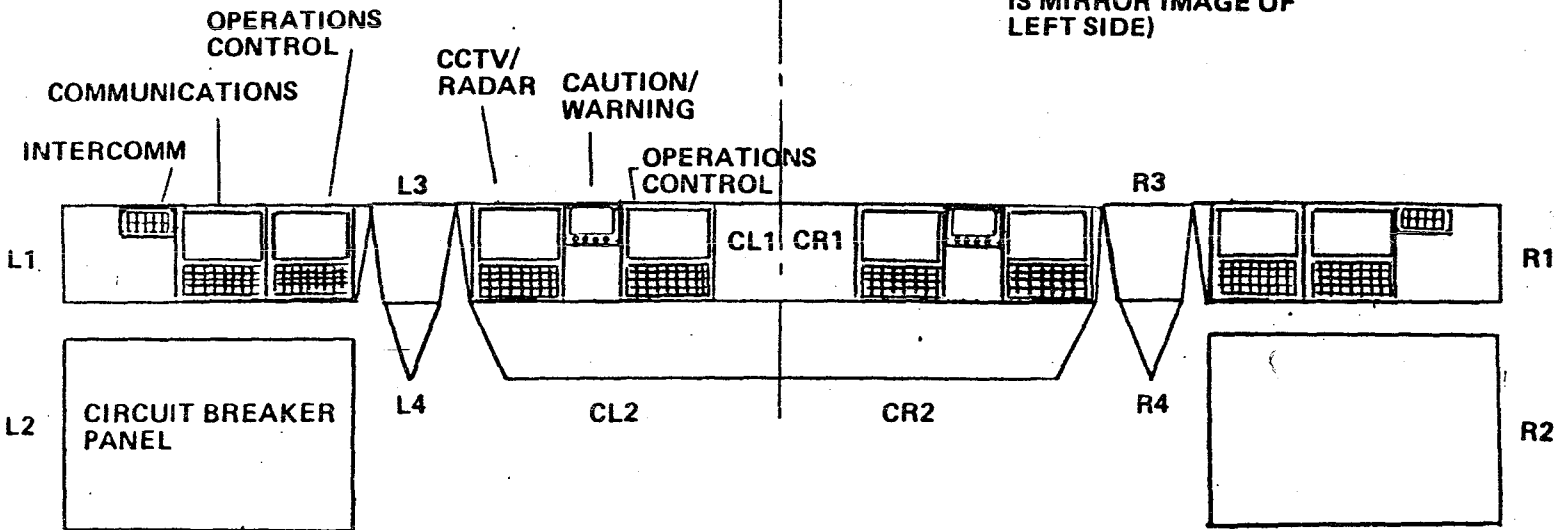 IS MIRROR IMAGE OF
LEFT SIDE)
OPERATIONS
CONTROL
CCTV/
RADAR
CAUTION/
WARNING
COMMUNICATIONS
INTERCOMM
OPERATIONS
CONTROL
L3
R3
L1
CL1
CR1
R1
L2
CIRCUIT BREAKER
PANEL
L4
CL2
CR2
R4
R2